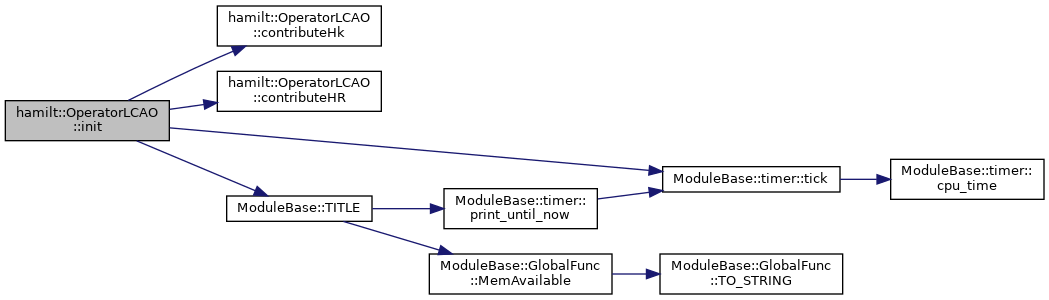 hamilt::OperatorLCAO
::contributeHk
hamilt::OperatorLCAO
::contributeHR
hamilt::OperatorLCAO
::init
ModuleBase::timer::tick
ModuleBase::timer::
cpu_time
ModuleBase::TITLE
ModuleBase::timer::
print_until_now
ModuleBase::GlobalFunc
::MemAvailable
ModuleBase::GlobalFunc
::TO_STRING